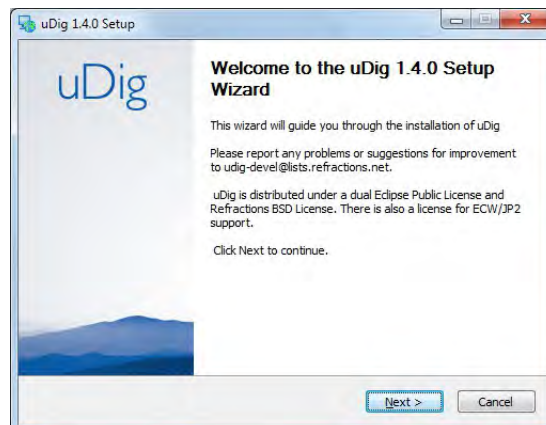 uDig 1.4.0 Setup
uDig
Welcome to the uDig 1.4.0 Setup
Wizard
This wizard will guide you through the installation of uDig
Please report any problems or suggestions for improvement
to udig-devel@lists.refractions.net.
uDig is distributed under a dual Eclipse Public License and
Refractions BSD License. There is also a license for ECW/JP2
support.
Click Next to continue.
Next >
Cancel